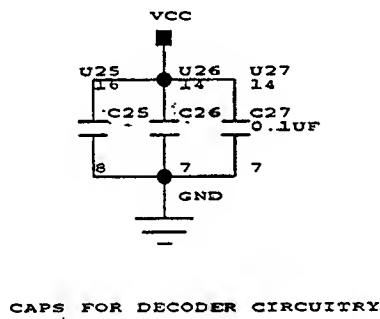 VCC
U25 U26 U27
16 14 14
C25 C26 C27
0.1UF
8 7 7
GND
CAPS FOR DECODER CIRCUITRY